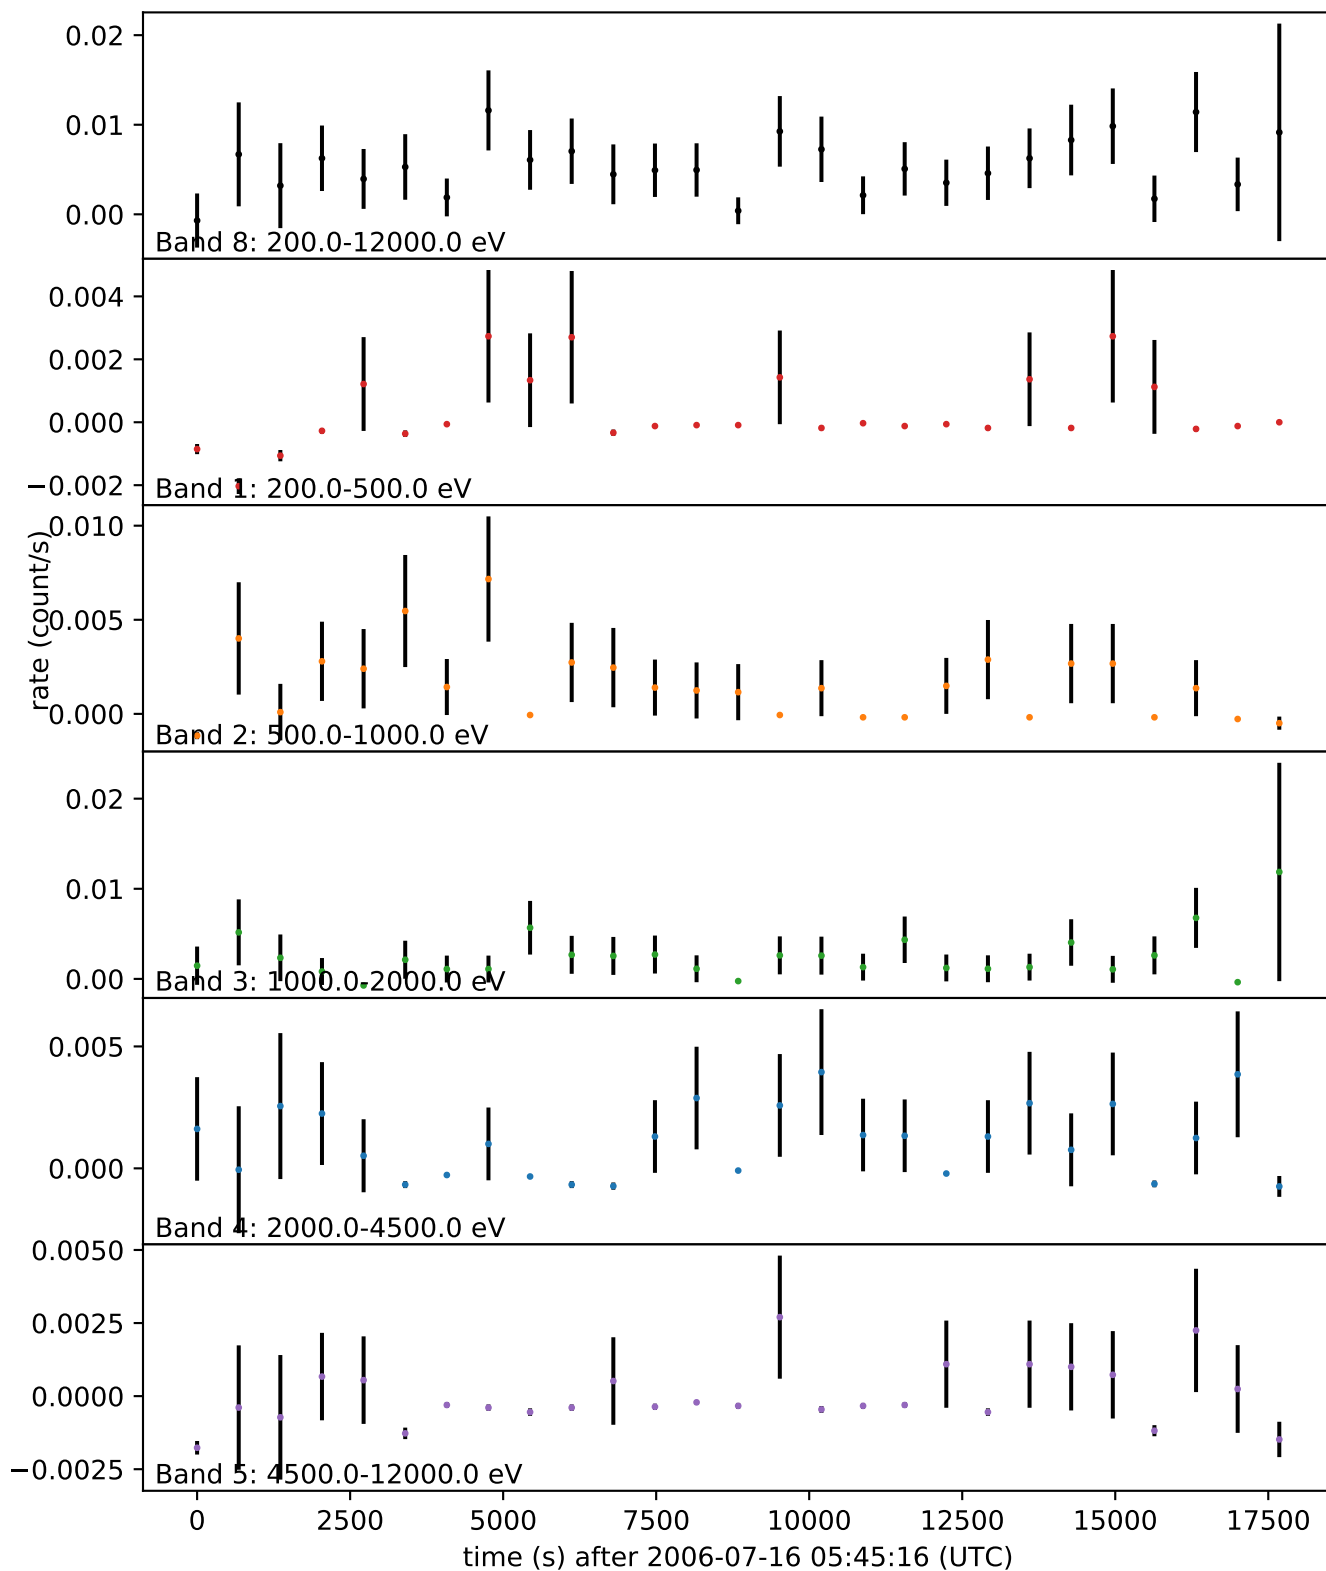 0.02
0.01
0.00
Band 8: 200.0-12000.0 eV
0.004
0.002
0.000
−0.002
Band 1: 200.0-500.0 eV
0.010
0.005
0.000
rate (count/s)
Band 2: 500.0-1000.0 eV
0.02
0.01
0.00
Band 3: 1000.0-2000.0 eV
0.005
0.000
Band 4: 2000.0-4500.0 eV
0.0050
0.0025
0.0000
−0.0025
Band 5: 4500.0-12000.0 eV
0 2500 5000 7500 10000 12500 15000 17500
time (s) after 2006-07-16 05:45:16 (UTC)